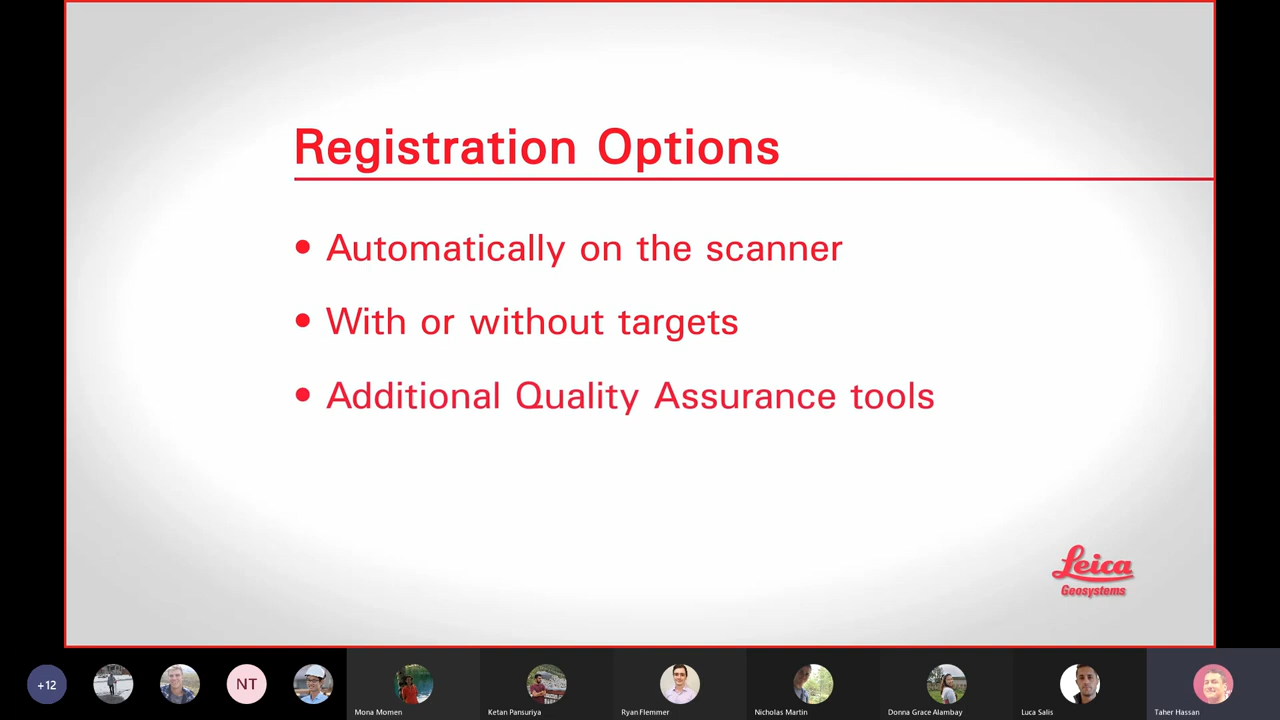 Registration Options
• Automatically on the scanner
• With or without targets
• Additional Quality Assurance tools
Leica
Geosystems
+12
NT
Mona Momen
Ketan Pansuriya
Ryan Flemmer
Nicholas Martin
Donna Grace Alambay
Luca Salis
Taher Hassan